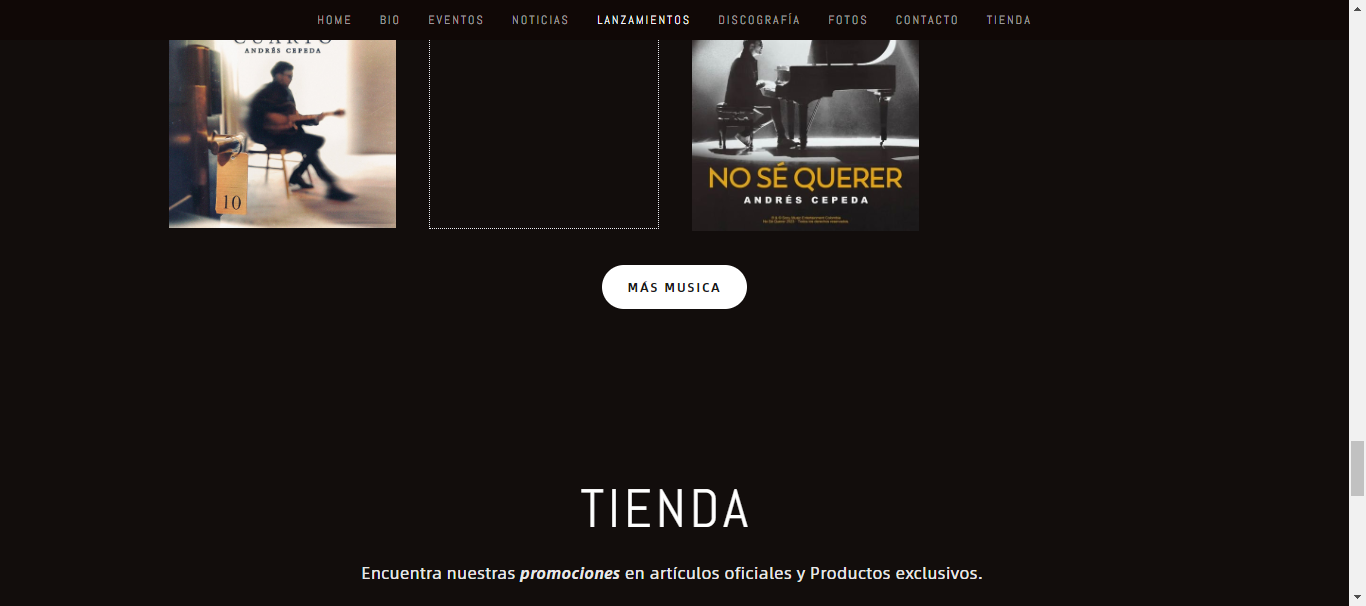 HOME BIO EVENTOS NOTICIAS LANZAMIENTOS DISCOGRAFÍA FOTOS CONTACTO TIENDA
CUARTO
ANDRÉS CEPEDA
10
NO SÉ QUERER
ANDRÉS CEPEDA
MÁS MUSICA
TIENDA
Encuentra nuestras promociones en artículos oficiales y Productos exclusivos.